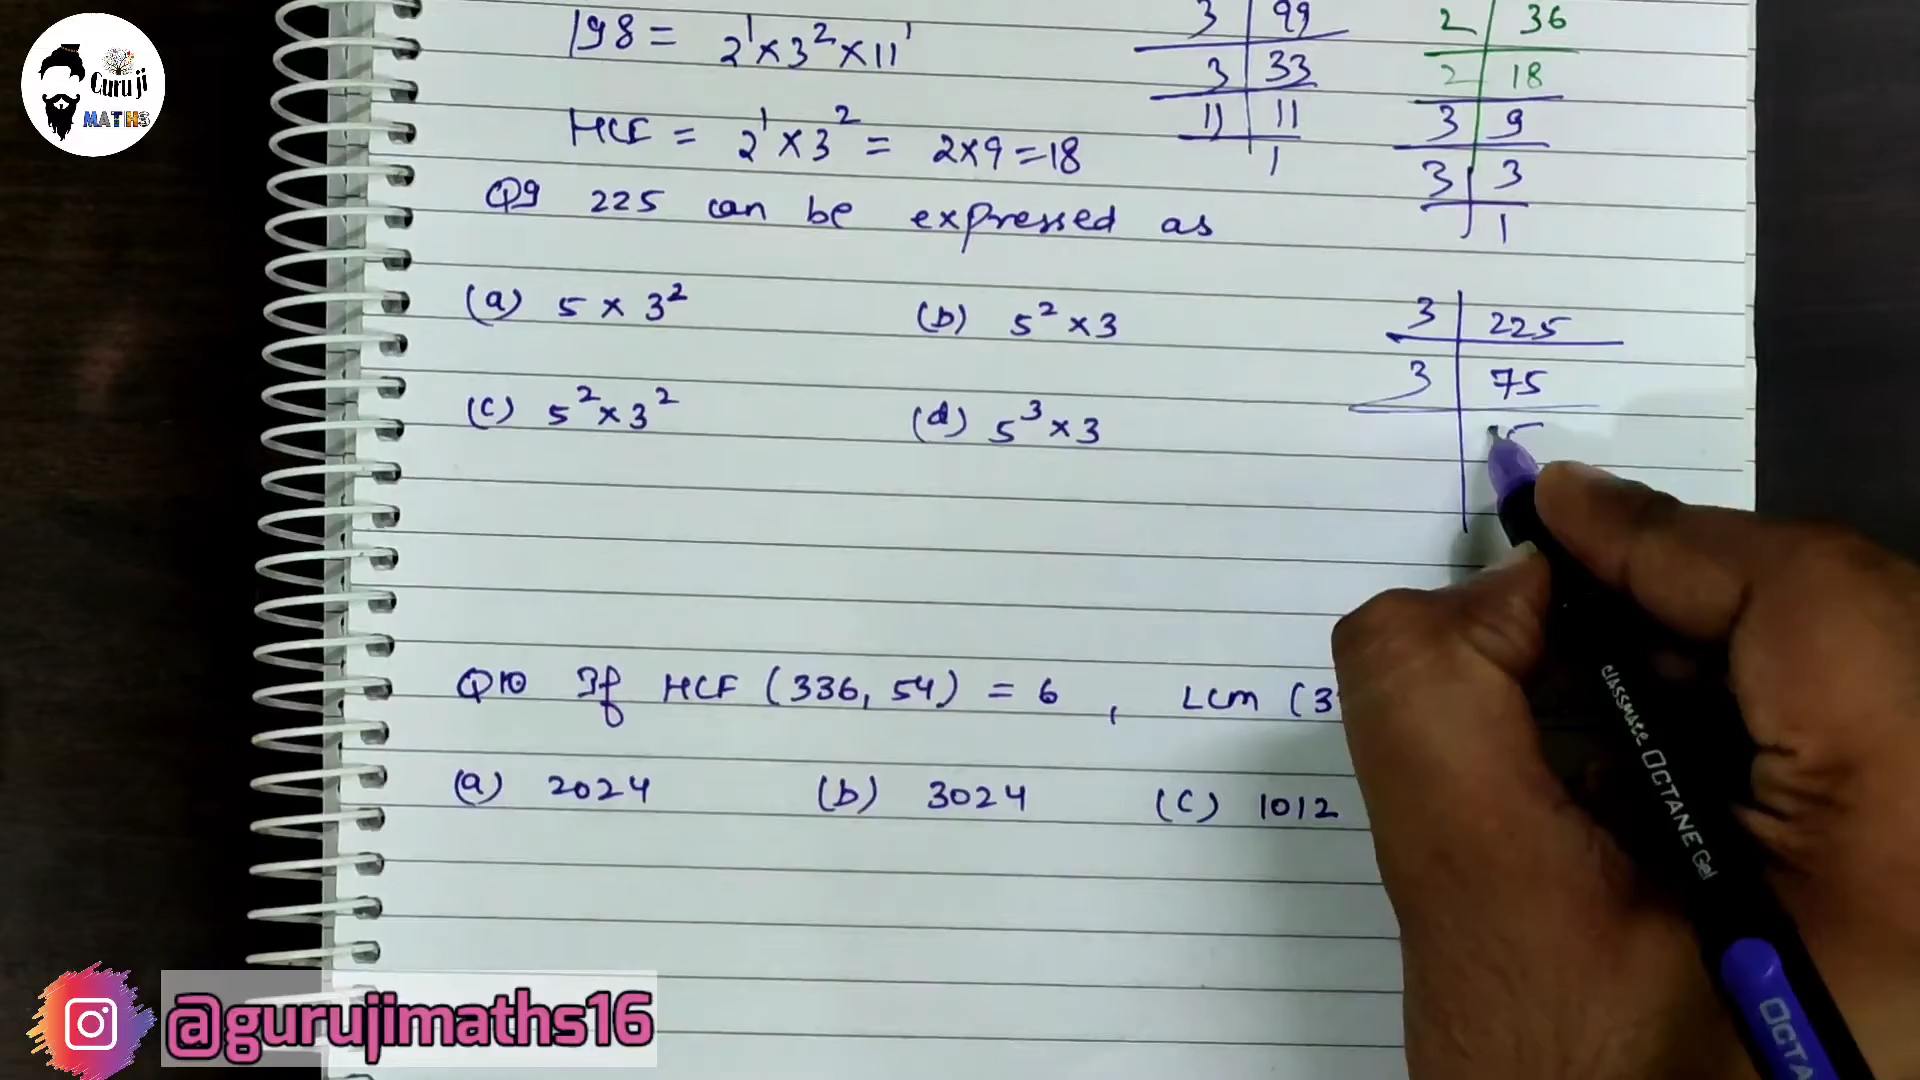 Guru ji
MATHS
198 = 2¹ × 3² × 11¹
HCF = 2¹ × 3² = 2×9 = 18
3 | 99
3 | 33
11 | 11
1
2 | 36
2 | 18
3 | 9
3 | 3
1
Q9 225 can be expressed as
(a) 5 × 3² (b) 5² × 3
(c) 5² × 3² (d) 5³ × 3
3 | 225
3 | 75
Q10 If HCF (336, 54) = 6 , LCM (3
(a) 2024 (b) 3024 (c) 1012
classmate OCTANE Gel
OCTA
@gurujimaths16